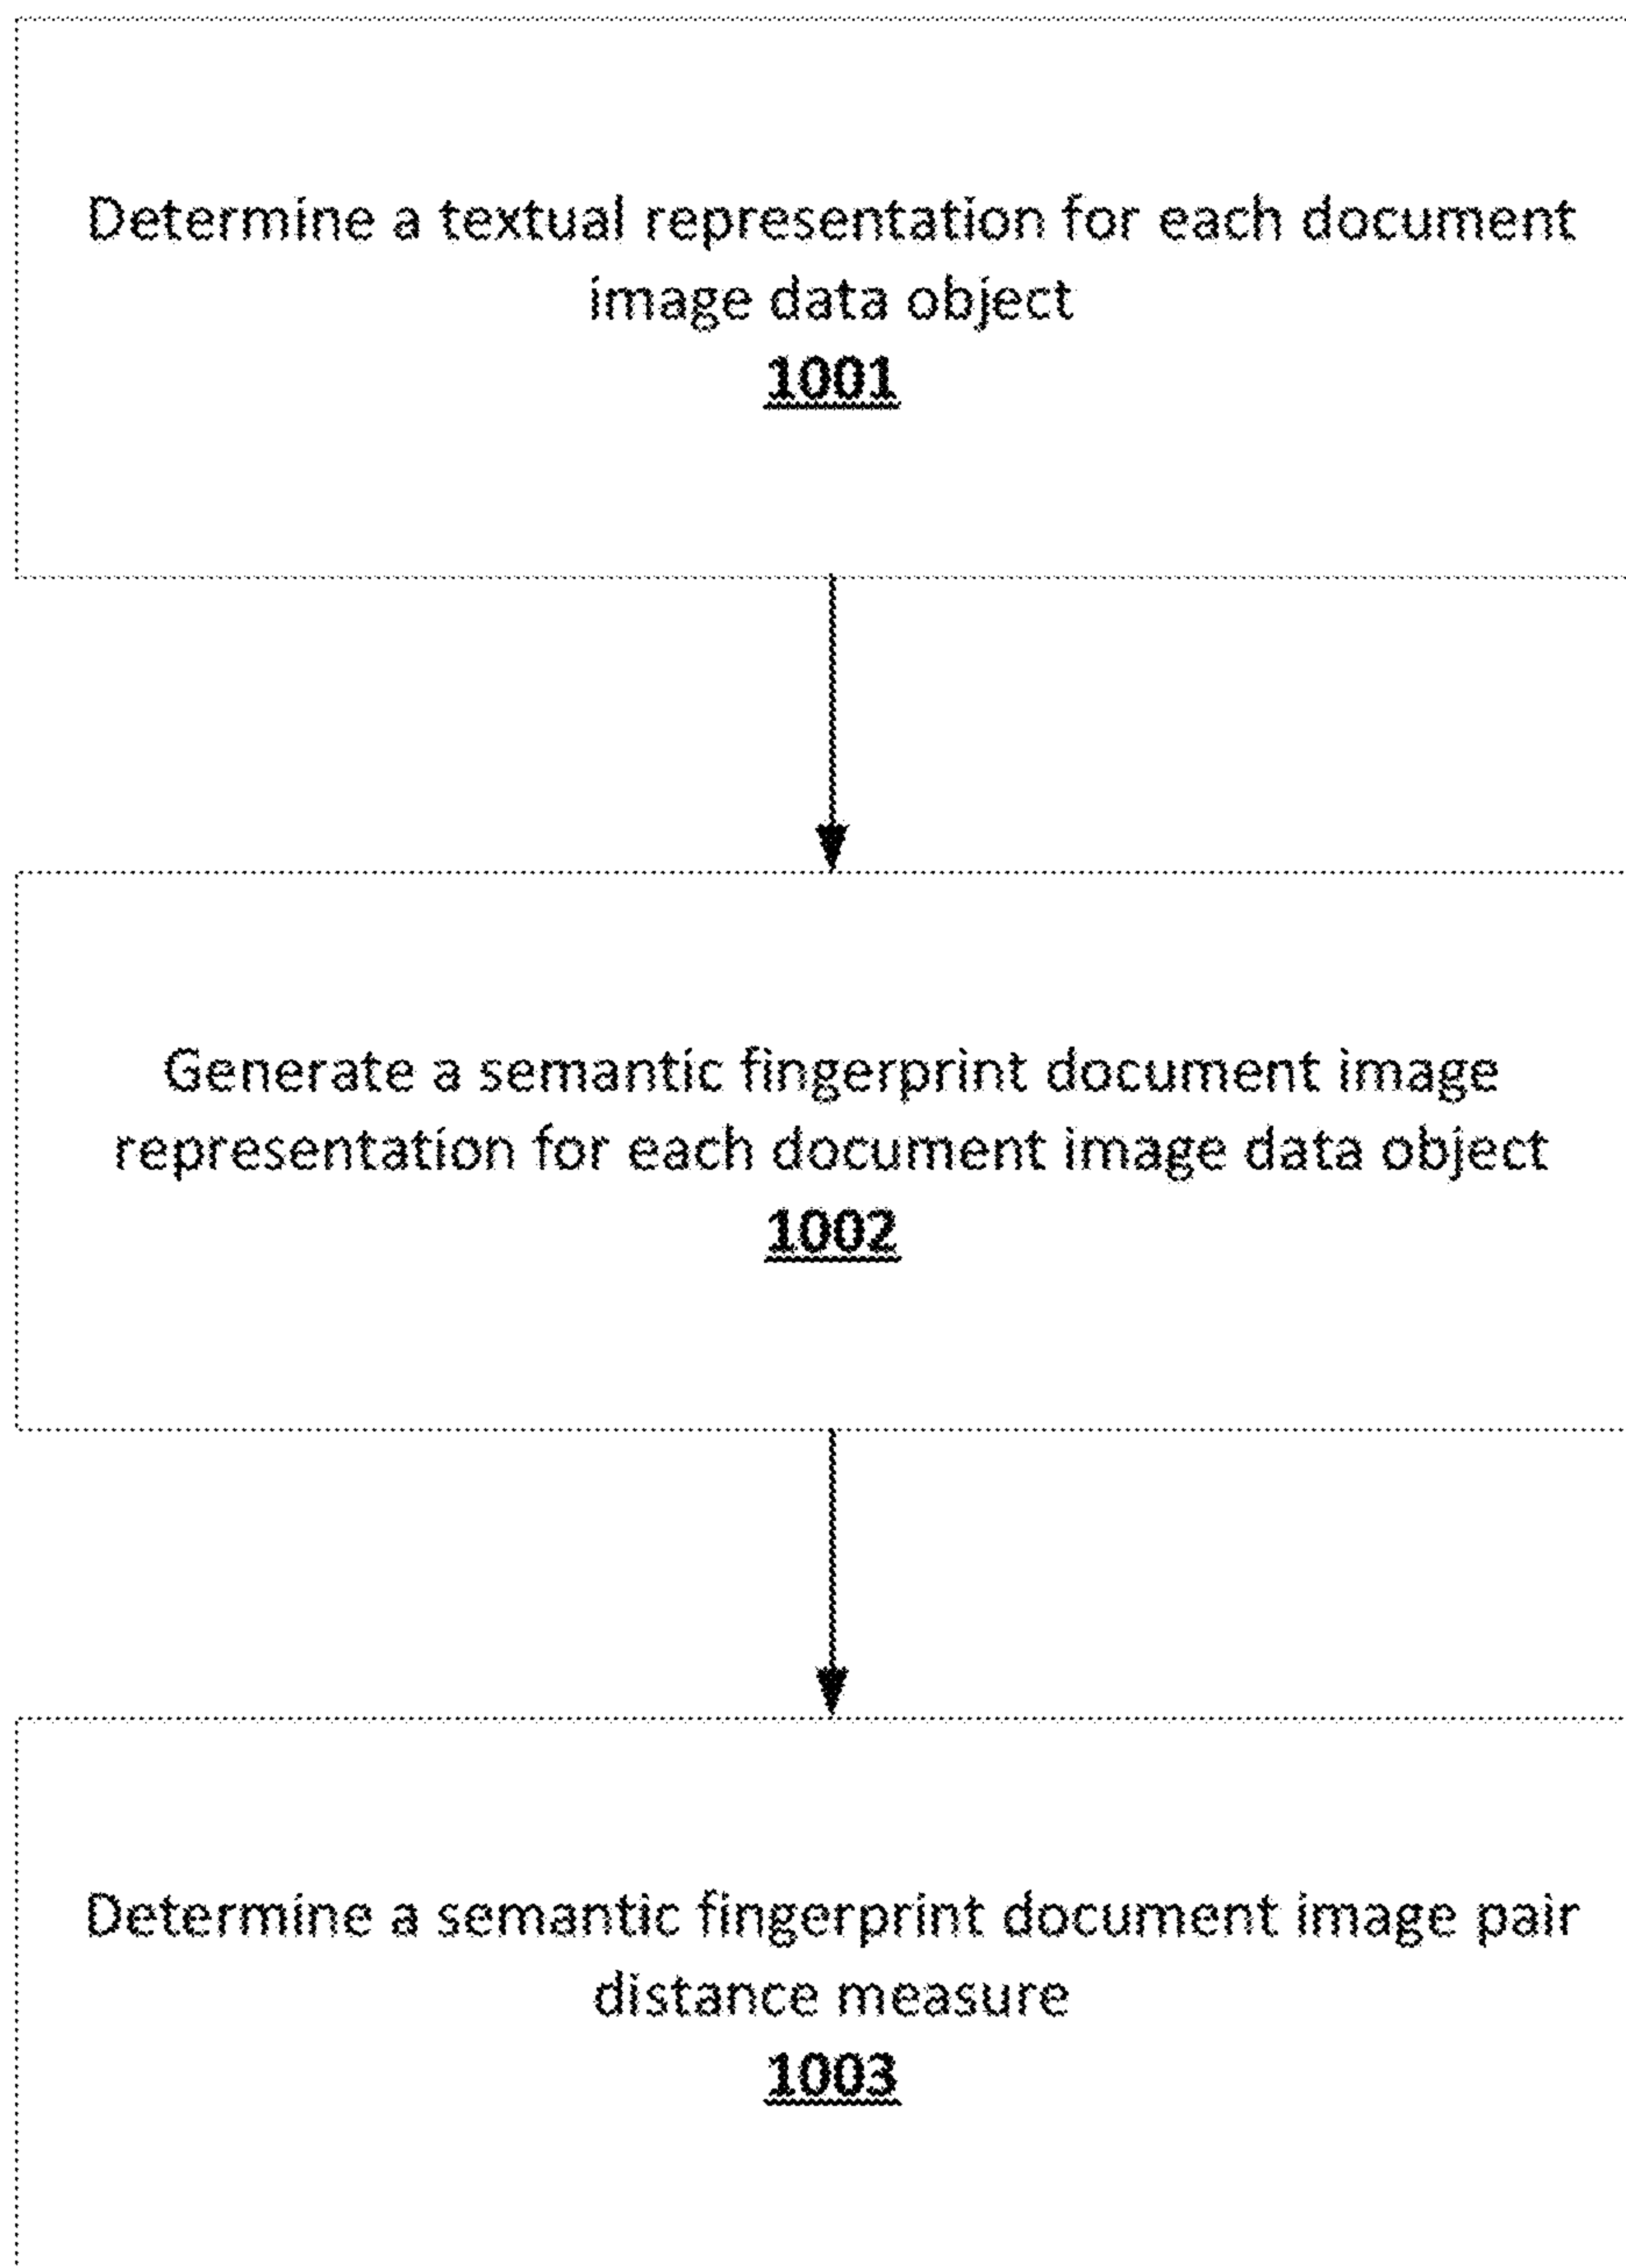 Determine a textual representation for each document
image data object
1001
Generate a semantic fingerprint document image
representation for each document image data object
1002
Determine a semantic fingerprint document image pair
distance measure
1003